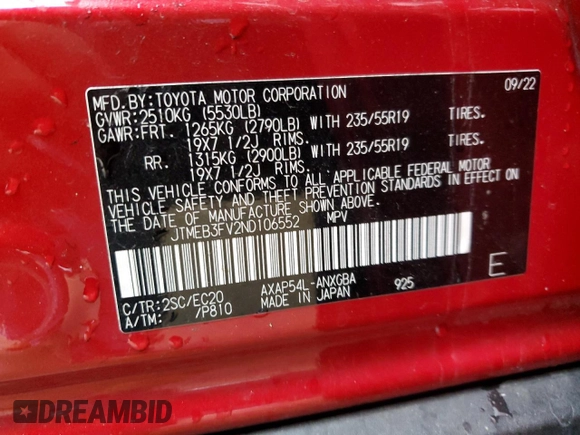 MFD.BY:TOYOTA MOTOR CORPORATION 09/22
GVWR:2510KG (5530LB)
GAWR:FRT. 1265KG (2790LB) WITH 235/55R19 TIRES.
19X7 1/2J RIMS.
RR. 1315KG (2900LB) WITH 235/55R19 TIRES.
19X7 1/2J RIMS.
THIS VEHICLE CONFORMS TO ALL APPLICABLE FEDERAL MOTOR
VEHICLE SAFETY AND THEFT PREVENTION STANDARDS IN EFFECT ON
THE DATE OF MANUFACTURE SHOWN ABOVE.
JTMEB3FV2ND106552 MPV
C/TR:2SC/EC20 AXAP54L-ANXGBA 925
A/TM: /P810 MADE IN JAPAN E
DREAMBID